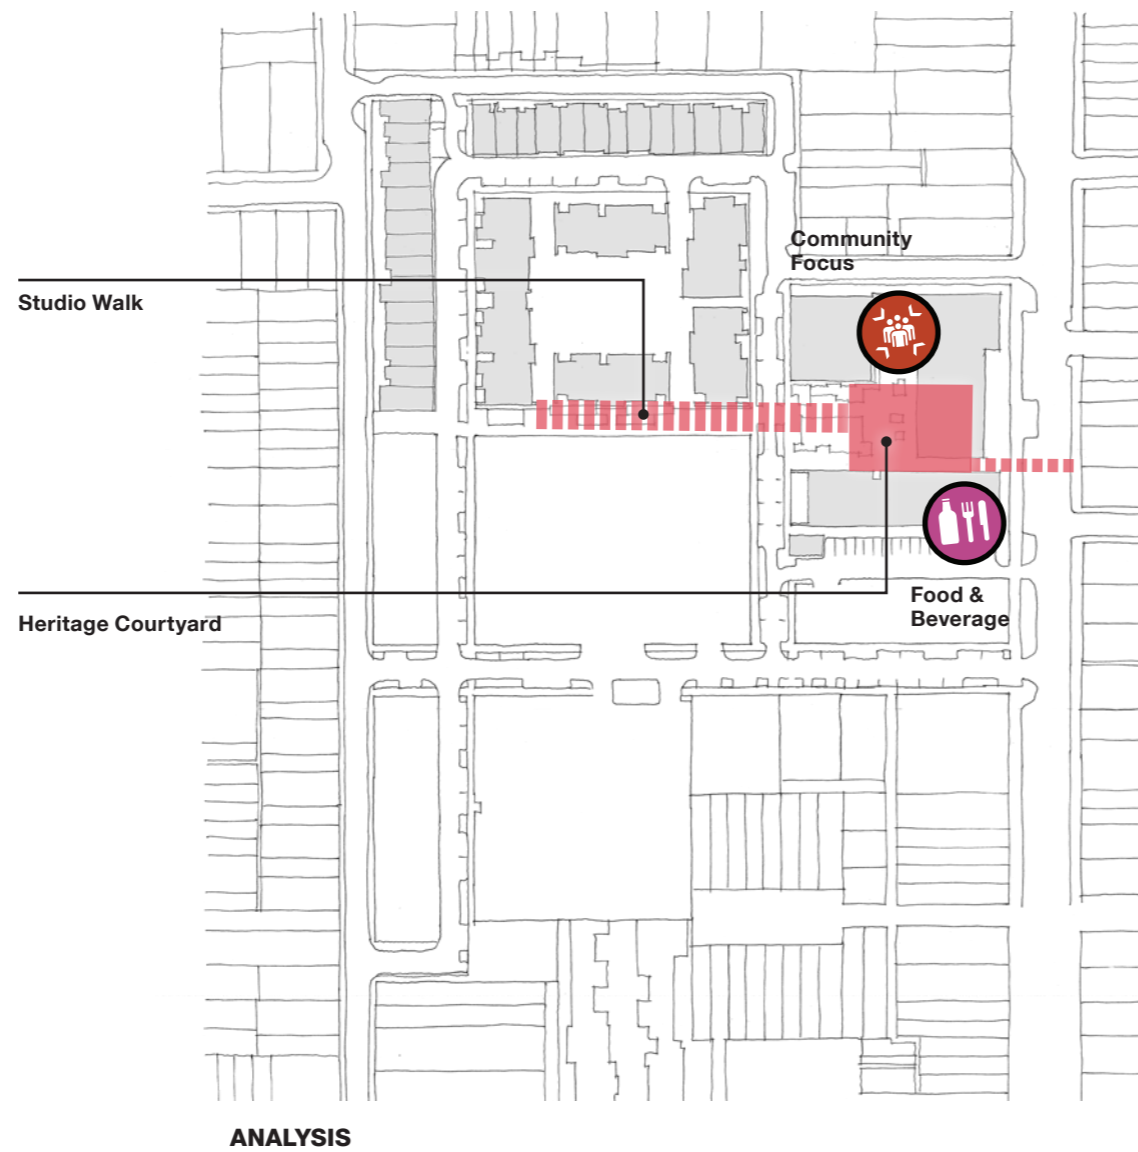 Community
Focus
Studio Walk
Food &
Beverage
Heritage Courtyard
ANALYSIS